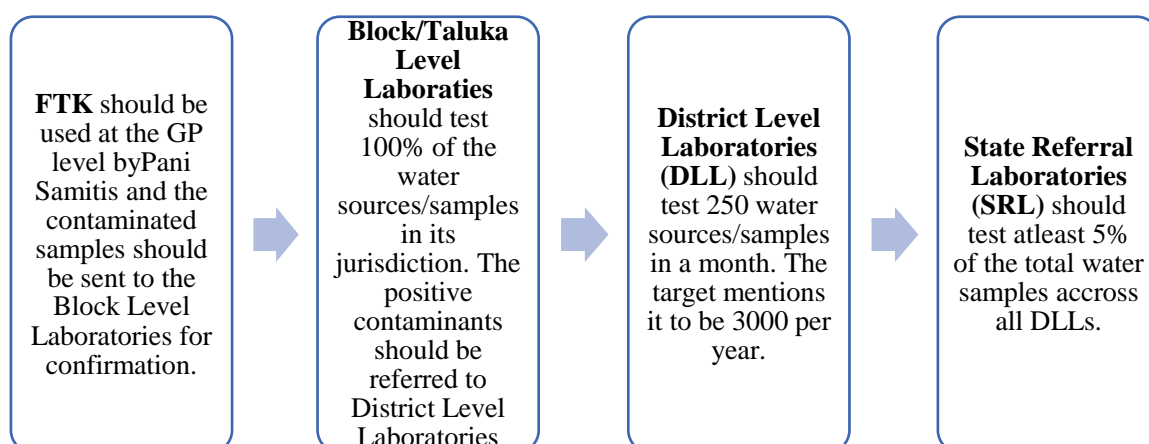 FTK should be
used at the GP
level byPani
Samitis and the
contaminated
samples should
be sent to the
Block Level
Laboratories for
confirmation.
Block/Taluka
Level
Laboraties
should test
100% of the
water
sources/samples
in its
jurisdiction. The
positive
contaminants
should be
referred to
District Level
Laboratories
District Level
Laboratories
(DLL) should
test 250 water
sources/samples
in a month. The
target mentions
it to be 3000 per
year.
State Referral
Laboratories
(SRL) should
test atleast 5%
of the total water
samples accross
all DLLs.